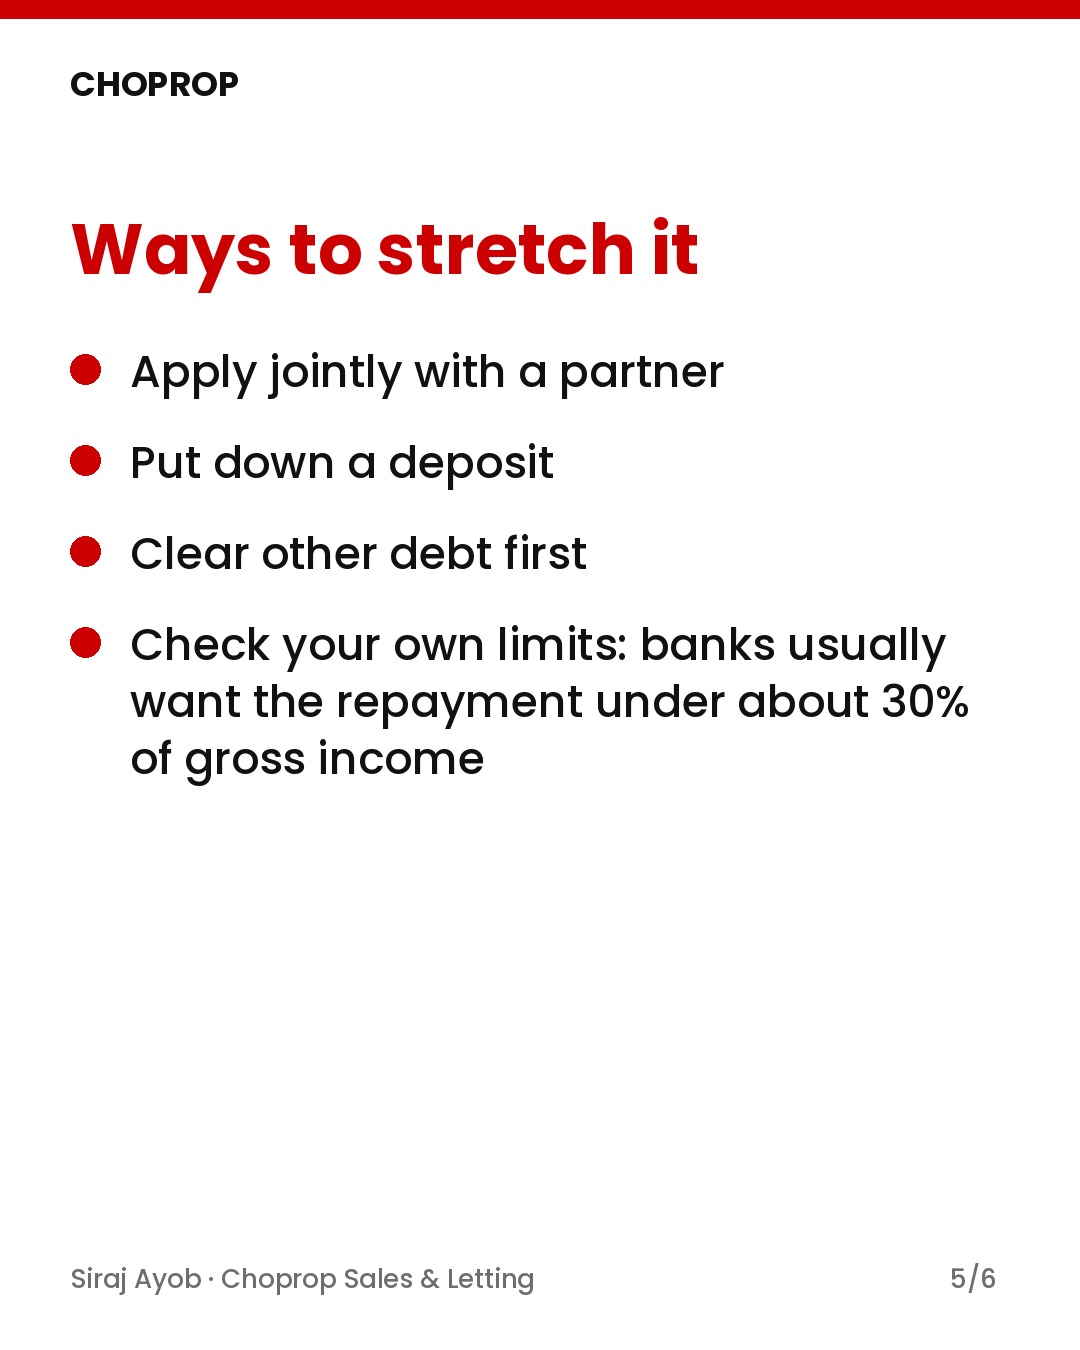 CHOPROP
Ways to stretch it
Apply jointly with a partner
Put down a deposit
Clear other debt first
Check your own limits: banks usually
want the repayment under about 30%
of gross income
Siraj Ayob · Choprop Sales & Letting
5/6